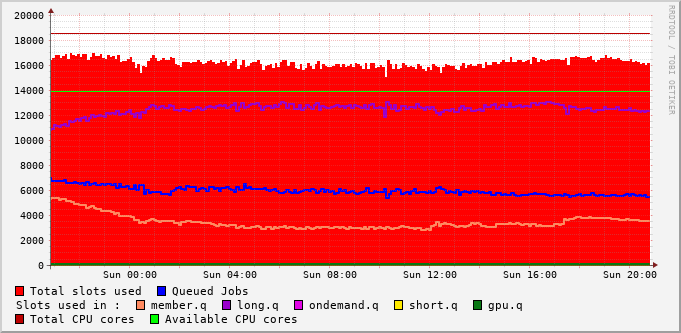 20000
18000
16000
14000
12000
10000
8000
6000
4000
2000
0
Sun 00:00 Sun 04:00 Sun 08:00 Sun 12:00 Sun 16:00 Sun 20:00
RRDTOOL / TOBI OETIKER
Total slots used Queued Jobs
Slots used in : member.q long.q ondemand.q short.q gpu.q
Total CPU cores Available CPU cores